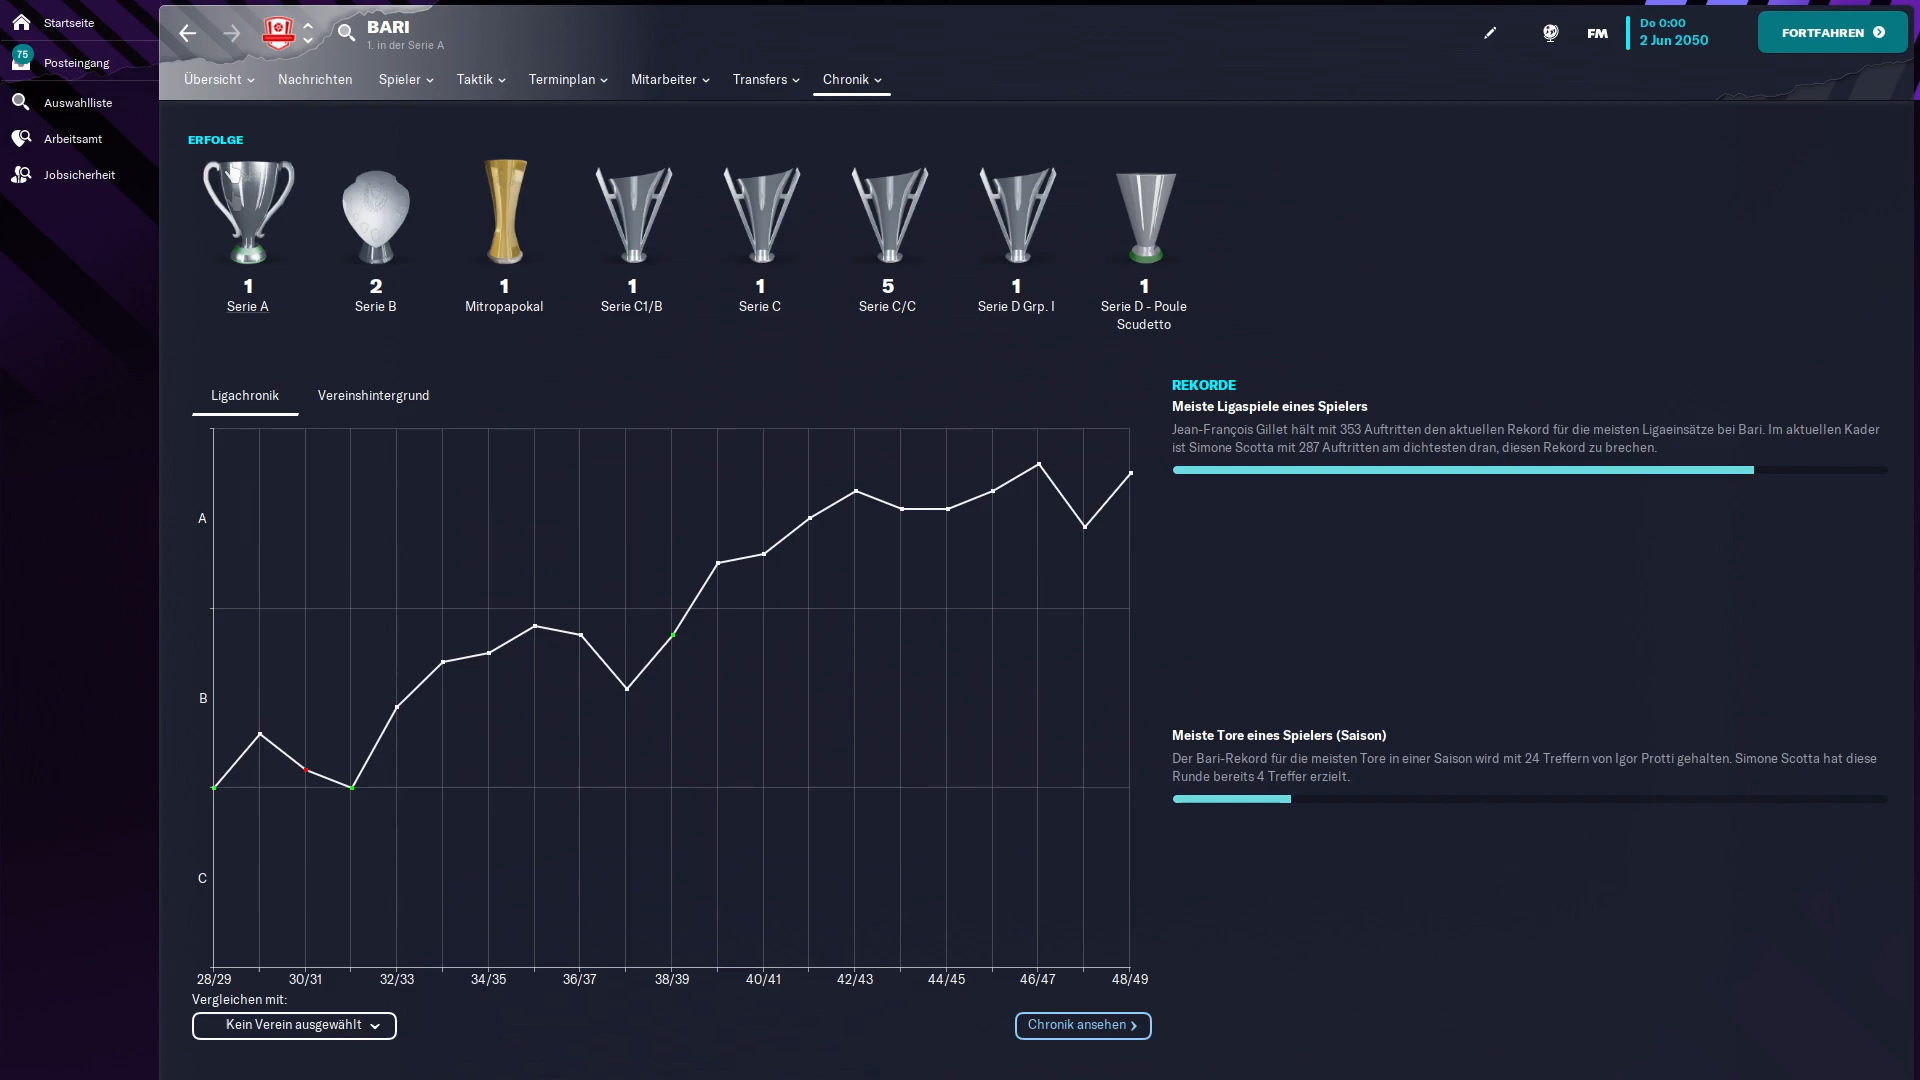 Startseite
75
Posteingang
Auswahlliste
Arbeitsamt
Jobsicherheit
BARI
1. in der Serie A
FM
Do 0:00
2 Jun 2050
FORTFAHREN
Übersicht
Nachrichten
Spieler
Taktik
Terminplan
Mitarbeiter
Transfers
Chronik
ERFOLGE
1
Serie A
2
Serie B
1
Mitropapokal
1
Serie C1/B
1
Serie C
5
Serie C/C
1
Serie D Grp. I
1
Serie D - Poule
Scudetto
Ligachronik
Vereinshintergrund
A
B
C
28/29
30/31
32/33
34/35
36/37
38/39
40/41
42/43
44/45
46/47
48/49
Vergleichen mit:
Kein Verein ausgewählt
Chronik ansehen
REKORDE
Meiste Ligaspiele eines Spielers
Jean-François Gillet hält mit 353 Auftritten den aktuellen Rekord für die meisten Ligaeinsätze bei Bari. Im aktuellen Kader
ist Simone Scotta mit 287 Auftritten am dichtesten dran, diesen Rekord zu brechen.
Meiste Tore eines Spielers (Saison)
Der Bari-Rekord für die meisten Tore in einer Saison wird mit 24 Treffern von Igor Protti gehalten. Simone Scotta hat diese
Runde bereits 4 Treffer erzielt.